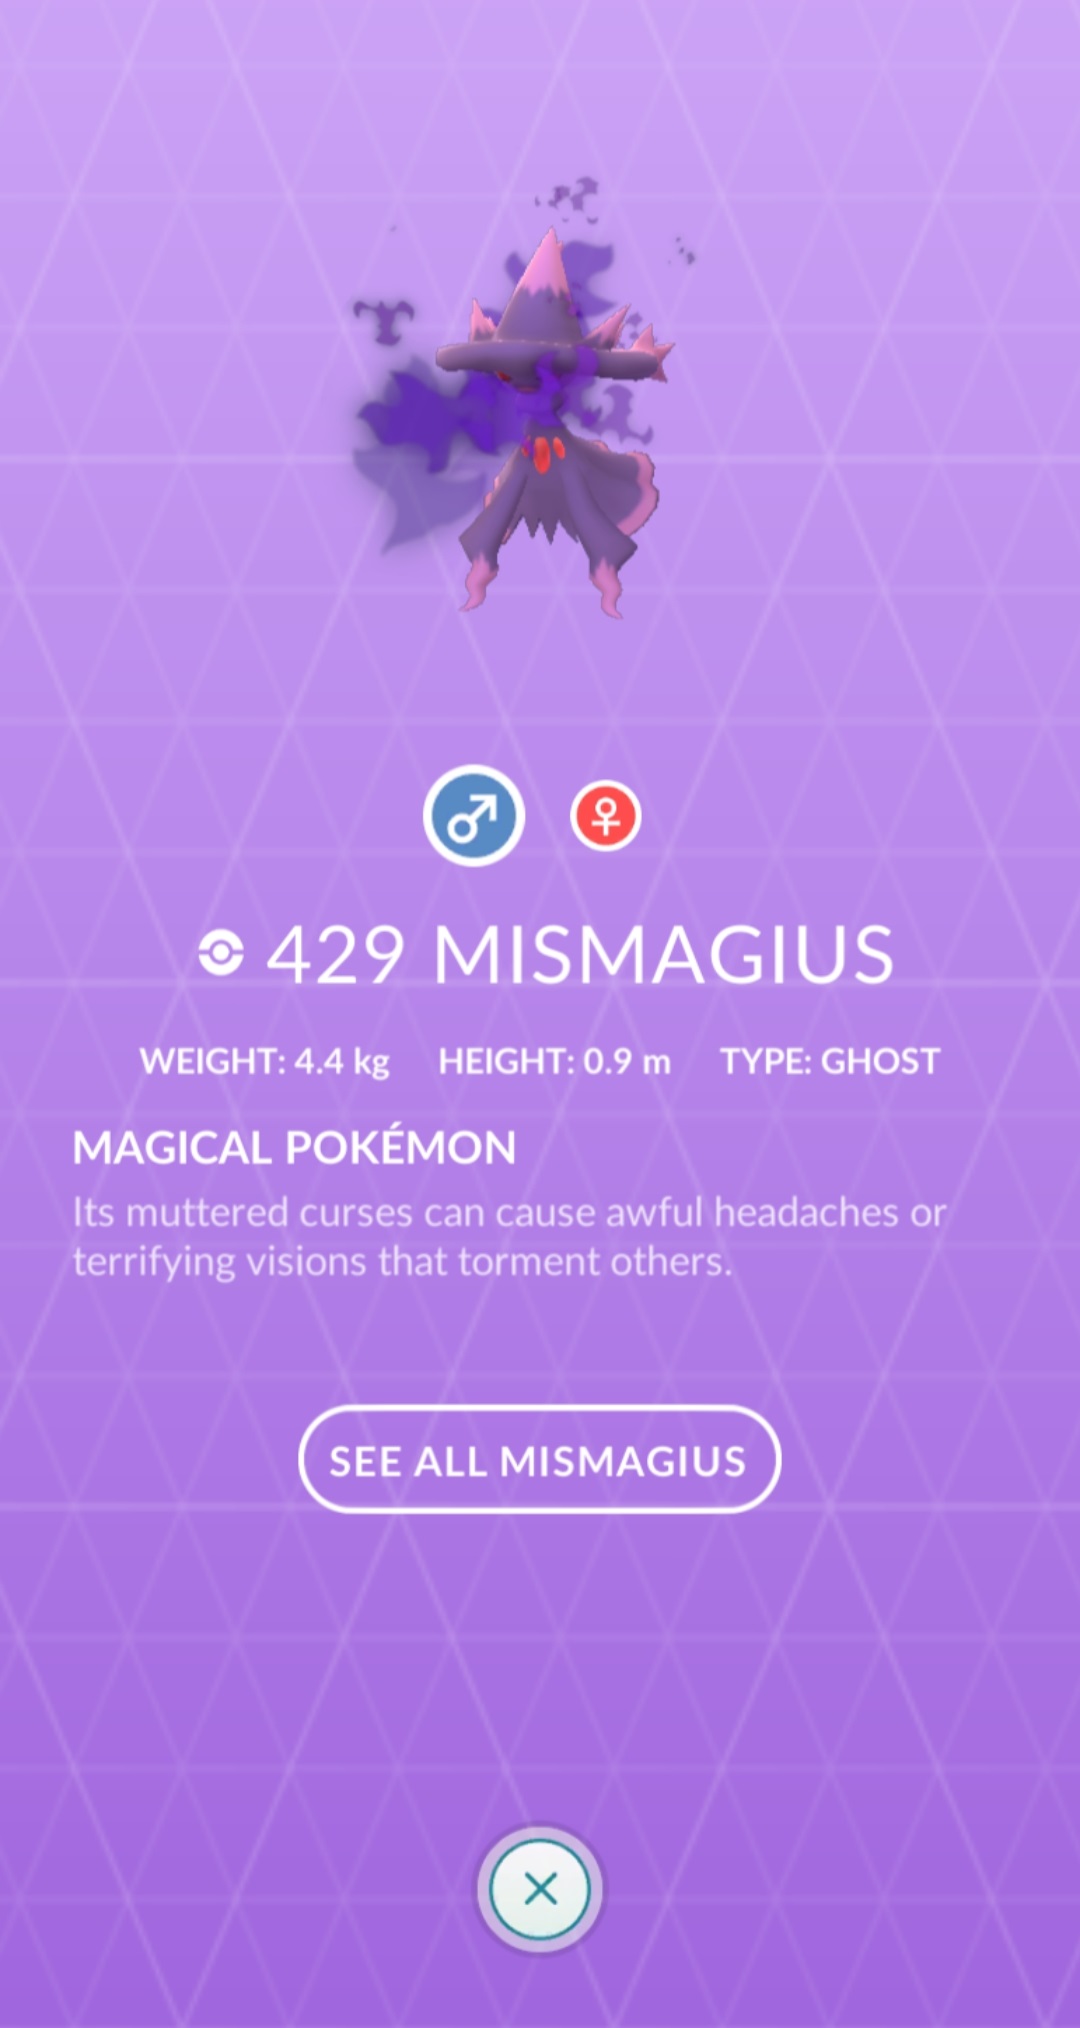 429 MISMAGIUS
WEIGHT: 4.4 kg HEIGHT: 0.9 m TYPE: GHOST
MAGICAL POKÉMON
Its muttered curses can cause awful headaches or
terrifying visions that torment others.
SEE ALL MISMAGIUS